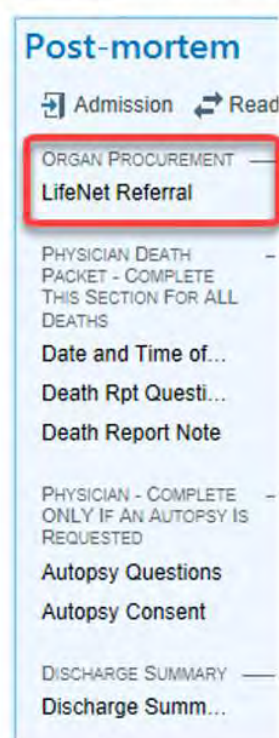 Post-mortem
Admission Read
ORGAN PROCUREMENT
LifeNet Referral
PHYSICIAN DEATH
PACKET - COMPLETE
THIS SECTION FOR ALL
DEATHS
Date and Time of...
Death Rpt Questi...
Death Report Note
PHYSICIAN - COMPLETE
ONLY IF AN AUTOPSY IS
REQUESTED
Autopsy Questions
Autopsy Consent
DISCHARGE SUMMARY
Discharge Summ...